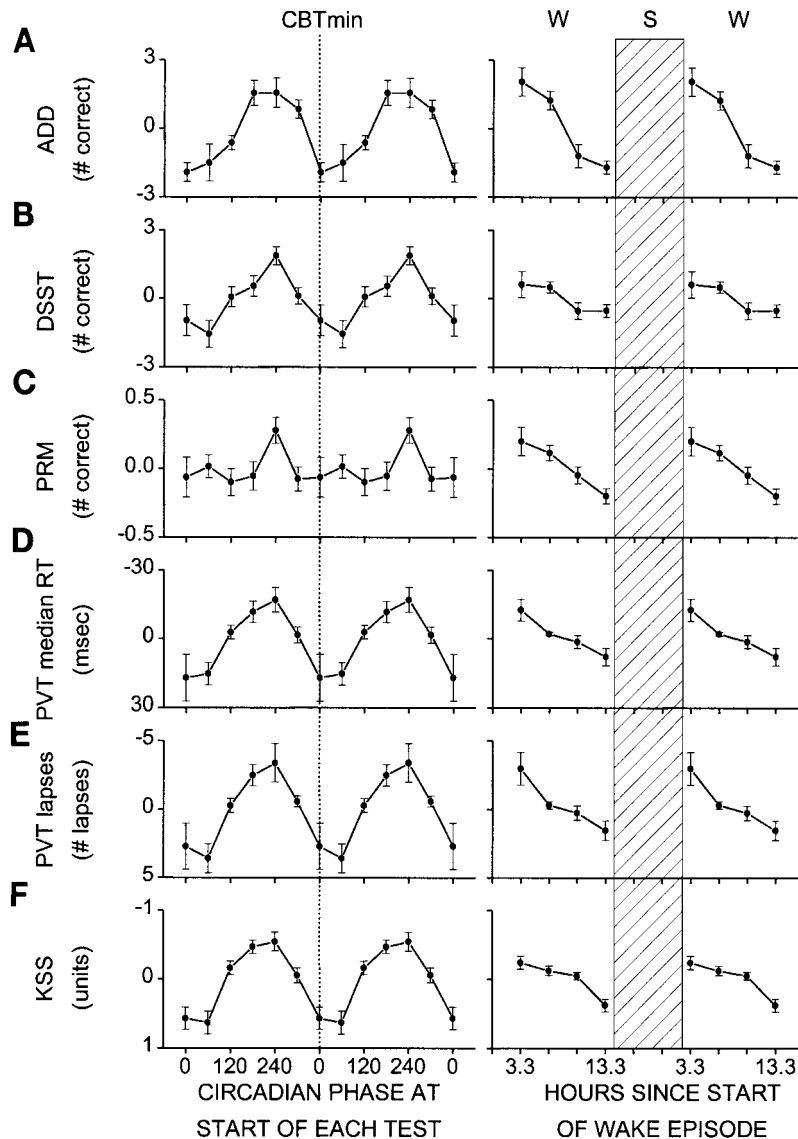 CBTmin W S W
A
ADD
(# correct)
3
0
-3
B
DSST
(# correct)
3
0
-3
C
PRM
(# correct)
0.5
0.0
-0.5
D
PVT median RT
(msec)
-30
0
30
E
PVT lapses
(# lapses)
-5
0
5
F
KSS
(units)
-1
0
1
0 120 240 0 120 240 0
CIRCADIAN PHASE AT
START OF EACH TEST
3.3 13.3 3.3 13.3
HOURS SINCE START
OF WAKE EPISODE